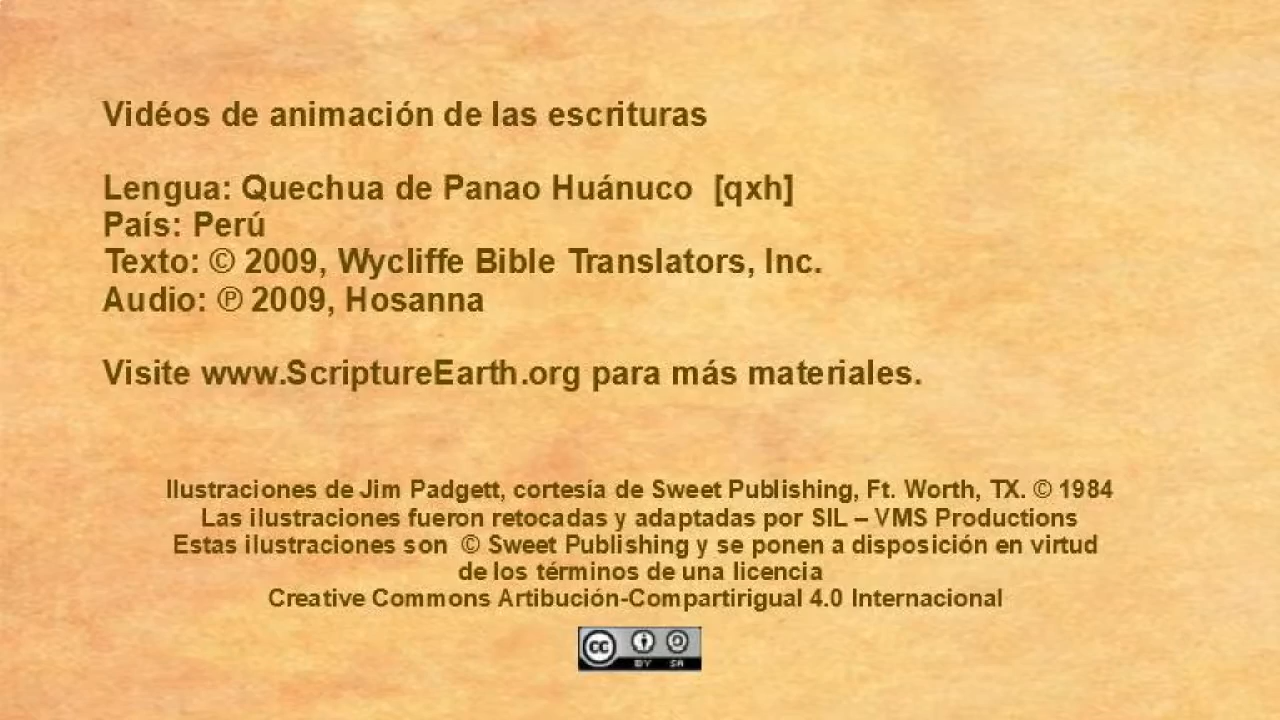 Vidéos de animación de las escrituras
Lengua: Quechua de Panao Huánuco [qxh]
País: Perú
Texto: © 2009, Wycliffe Bible Translators, Inc.
Audio: ℗ 2009, Hosanna
Visite www.ScriptureEarth.org para más materiales.
Ilustraciones de Jim Padgett, cortesía de Sweet Publishing, Ft. Worth, TX. © 1984
Las ilustraciones fueron retocadas y adaptadas por SIL – VMS Productions
Estas ilustraciones son © Sweet Publishing y se ponen a disposición en virtud
de los términos de una licencia
Creative Commons Artibución-Compartirigual 4.0 Internacional
cc BY SA